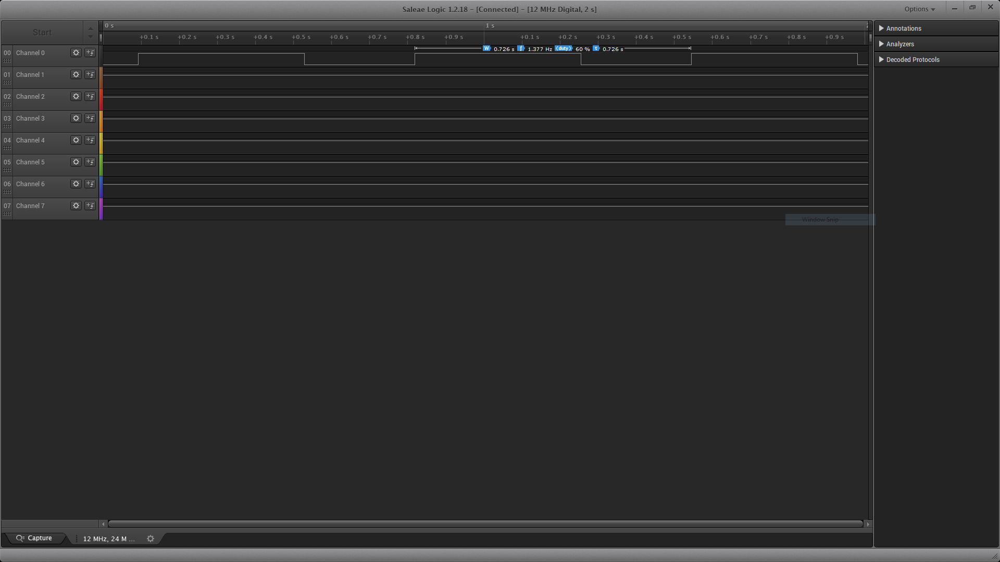 Saleae Logic 1.2.18 - [Connected] - [12 MHz Digital, 2 s]
Options
Start
0 s
1 s
+0.1 s +0.2 s +0.3 s +0.4 s +0.5 s +0.6 s +0.7 s +0.8 s +0.9 s +0.1 s +0.2 s +0.3 s +0.4 s +0.5 s +0.6 s +0.7 s +0.8 s +0.9 s
Annotations
Analyzers
Decoded Protocols
W 0.726 s f 1.377 Hz duty 60 % T 0.726 s
00 Channel 0
01 Channel 1
02 Channel 2
03 Channel 3
04 Channel 4
05 Channel 5
06 Channel 6
07 Channel 7
Window Snip
Capture
12 MHz, 24 M ...